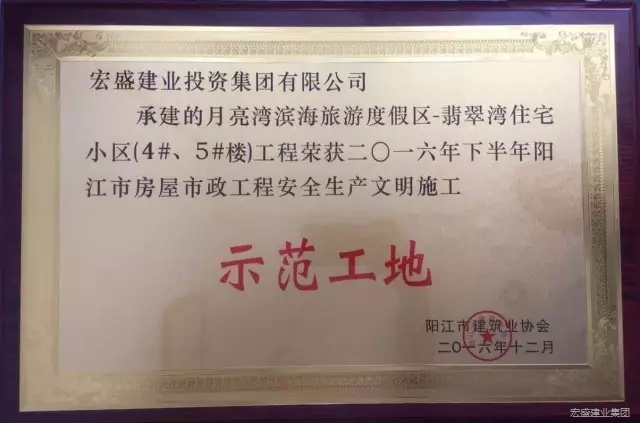 宏盛建业投资集团有限公司
承建的月亮湾滨海旅游度假区-翡翠湾住宅
小区(4#、5#楼)工程荣获二〇一六年下半年阳
江市房屋市政工程安全生产文明施工
示范工地
阳江市建筑业协会
二〇一六年十二月
宏盛建业集团